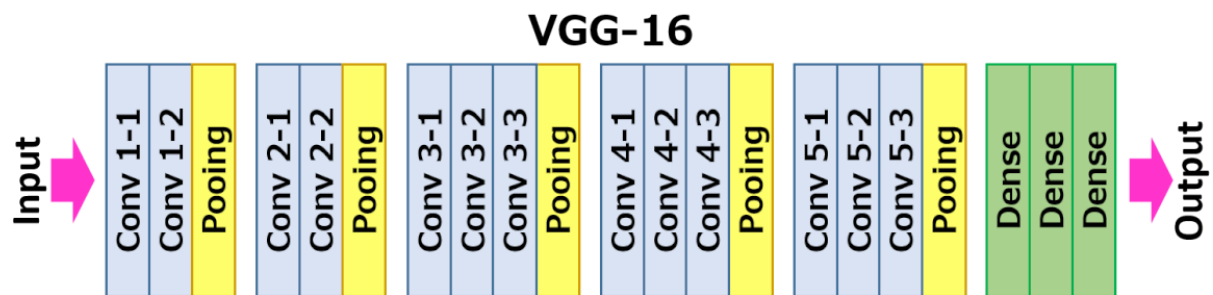 VGG-16
Input
Conv 1-1
Conv 1-2
Pooing
Conv 2-1
Conv 2-2
Pooing
Conv 3-1
Conv 3-2
Conv 3-3
Pooing
Conv 4-1
Conv 4-2
Conv 4-3
Pooing
Conv 5-1
Conv 5-2
Conv 5-3
Pooing
Dense
Dense
Dense
Output